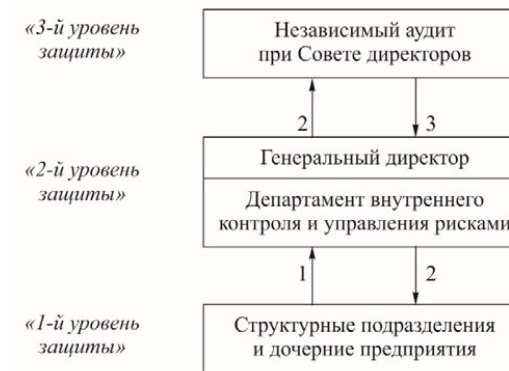 «3-й уровень
защиты»
Независимый аудит
при Совете директоров
2
3
«2-й уровень
защиты»
Генеральный директор
Департамент внутреннего
контроля и управления рисками
1
2
«1-й уровень
защиты»
Структурные подразделения
и дочерние предприятия